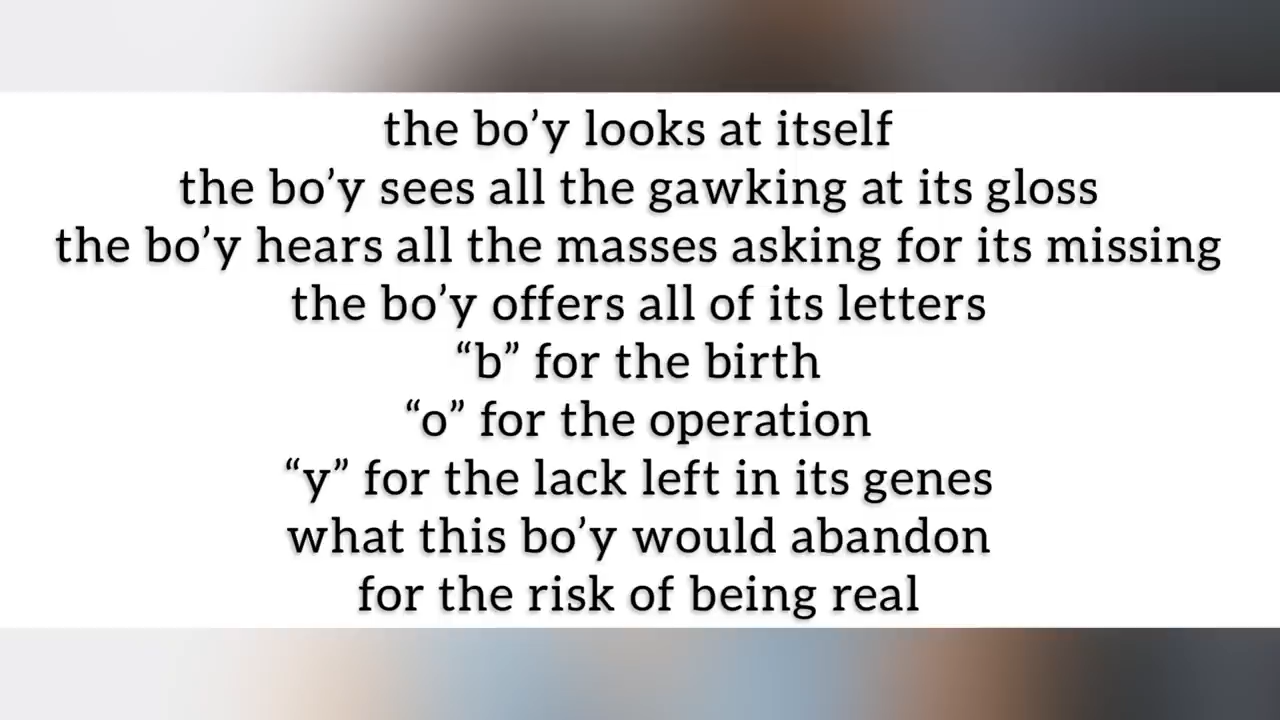 the bo’y looks at itself
the bo’y sees all the gawking at its gloss
the bo’y hears all the masses asking for its missing
the bo’y offers all of its letters
“b” for the birth
“o” for the operation
“y” for the lack left in its genes
what this bo’y would abandon
for the risk of being real